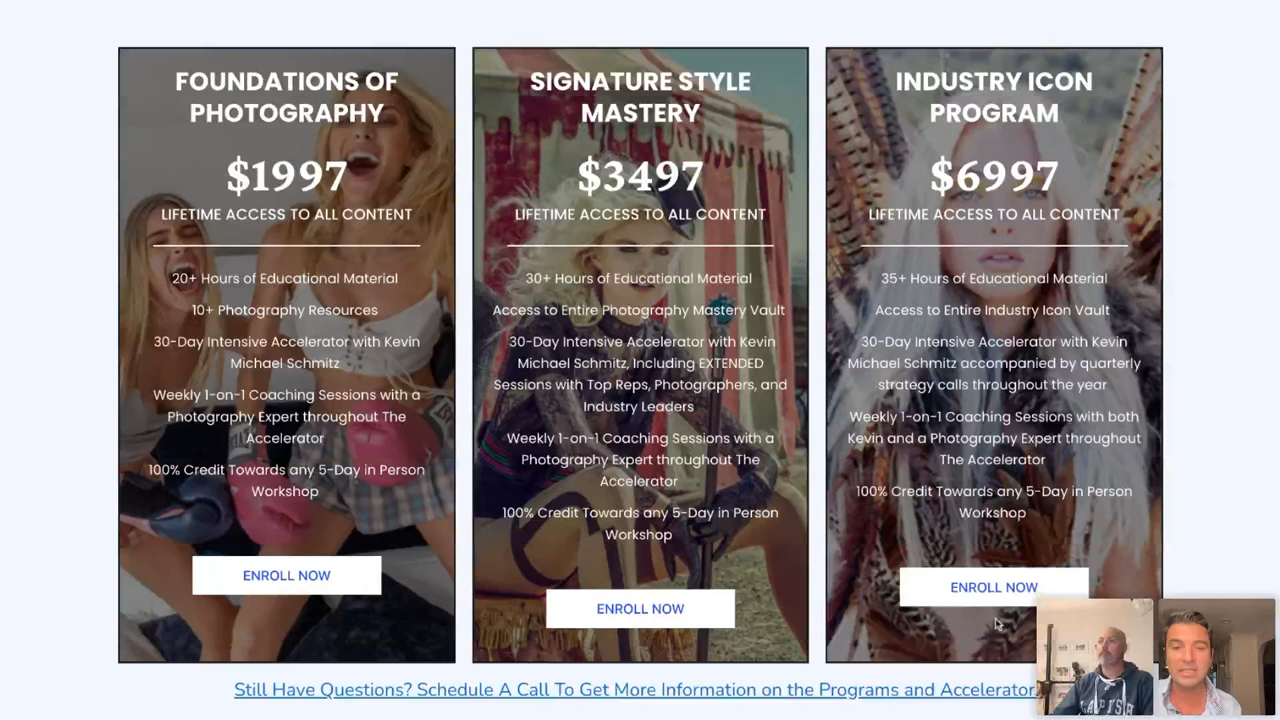 FOUNDATIONS OF
PHOTOGRAPHY
$1997
LIFETIME ACCESS TO ALL CONTENT
20+ Hours of Educational Material
10+ Photography Resources
30-Day Intensive Accelerator with Kevin
Michael Schmitz
Weekly 1-on-1 Coaching Sessions with a
Photography Expert throughout The
Accelerator
100% Credit Towards any 5-Day in Person
Workshop
ENROLL NOW
SIGNATURE STYLE
MASTERY
$3497
LIFETIME ACCESS TO ALL CONTENT
30+ Hours of Educational Material
Access to Entire Photography Mastery Vault
30-Day Intensive Accelerator with Kevin
Michael Schmitz, Including EXTENDED
Sessions with Top Reps, Photographers, and
Industry Leaders
Weekly 1-on-1 Coaching Sessions with a
Photography Expert throughout The
Accelerator
100% Credit Towards any 5-Day in Person
Workshop
ENROLL NOW
INDUSTRY ICON
PROGRAM
$6997
LIFETIME ACCESS TO ALL CONTENT
35+ Hours of Educational Material
Access to Entire Industry Icon Vault
30-Day Intensive Accelerator with Kevin
Michael Schmitz accompanied by quarterly
strategy calls throughout the year
Weekly 1-on-1 Coaching Sessions with both
Kevin and a Photography Expert throughout
The Accelerator
100% Credit Towards any 5-Day in Person
Workshop
ENROLL NOW
Still Have Questions? Schedule A Call To Get More Information on the Programs and Accelerator